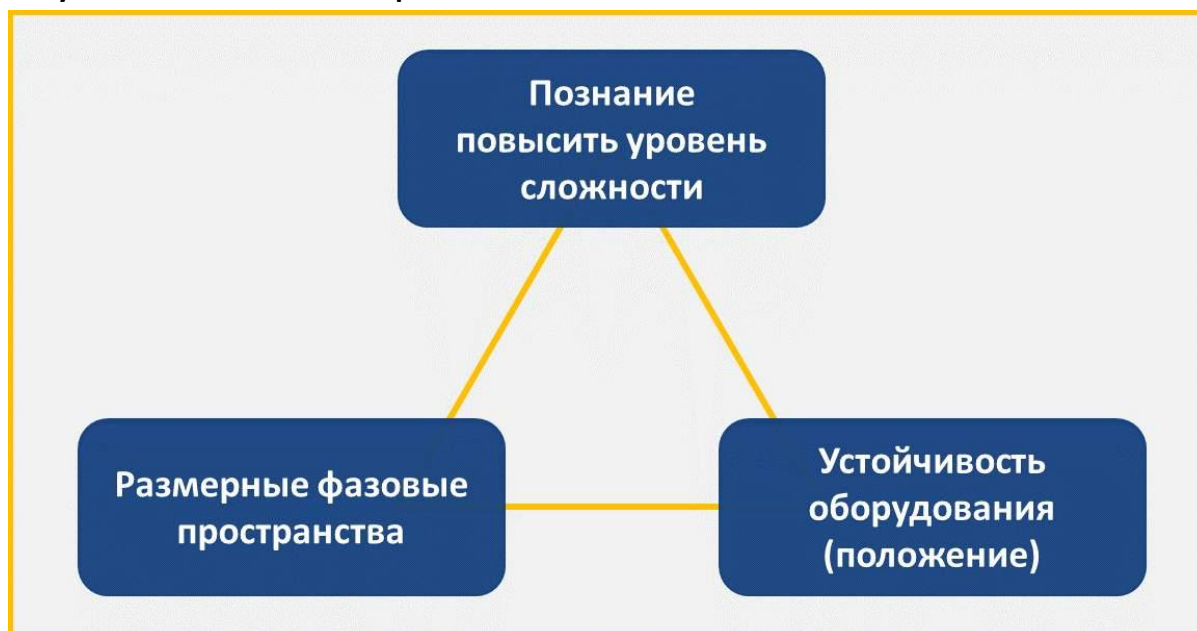 Познание
повысить уровень
сложности
Размерные фазовые
пространства
Устойчивость
оборудования
(положение)